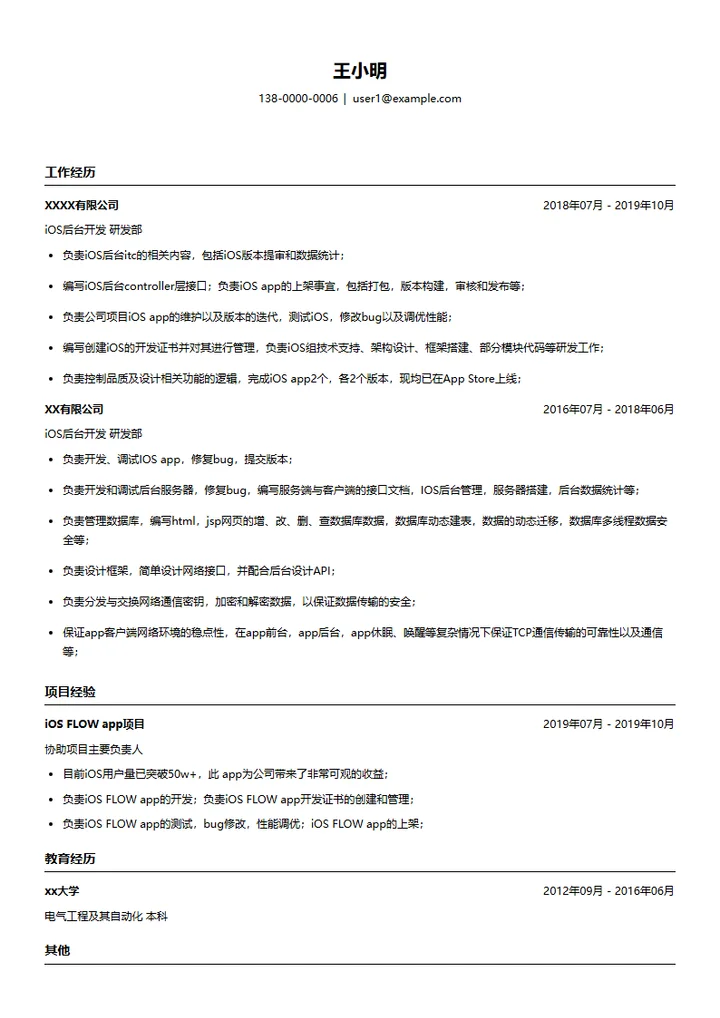 王小明
138-0000-0006 | user1@example.com
工作经历
XXXX有限公司 2018年07月 - 2019年10月
iOS后台开发 研发部
• 负责iOS后台itc的相关内容，包括iOS版本提审和数据统计；
• 编写iOS后台controller层接口；负责iOS app的上架事宜，包括打包，版本构建，审核和发布等；
• 负责公司项目iOS app的维护以及版本的迭代，测试iOS，修改bug以及调优性能；
• 编写创建iOS的开发证书并对其进行管理，负责iOS组技术支持、架构设计、框架搭建、部分模块代码等研发工作；
• 负责控制品质及设计相关功能的逻辑，完成iOS app2个，各2个版本，现均已在App Store上线；
XX有限公司 2016年07月 - 2018年06月
iOS后台开发 研发部
• 负责开发、调试IOS app，修复bug，提交版本；
• 负责开发和调试后台服务器，修复bug，编写服务端与客户端的接口文档，IOS后台管理，服务器搭建，后台数据统计等；
• 负责管理数据库，编写html，jsp网页的增、改、删、查数据库数据，数据库动态建表，数据的动态迁移，数据库多线程数据安
全等；
• 负责设计框架，简单设计网络接口，并配合后台设计API；
• 负责分发与交换网络通信密钥，加密和解密数据，以保证数据传输的安全；
• 保证app客户端网络环境的稳点性，在app前台，app后台，app休眠、唤醒等复杂情况下保证TCP通信传输的可靠性以及通信
等；
项目经验
iOS FLOW app项目 2019年07月 - 2019年10月
协助项目主要负责人
• 目前iOS用户量已突破50w+，此 app为公司带来了非常可观的收益；
• 负责iOS FLOW app的开发；负责iOS FLOW app开发证书的创建和管理；
• 负责iOS FLOW app的测试，bug修改，性能调优；iOS FLOW app的上架；
教育经历
xx大学 2012年09月 - 2016年06月
电气工程及其自动化 本科
其他